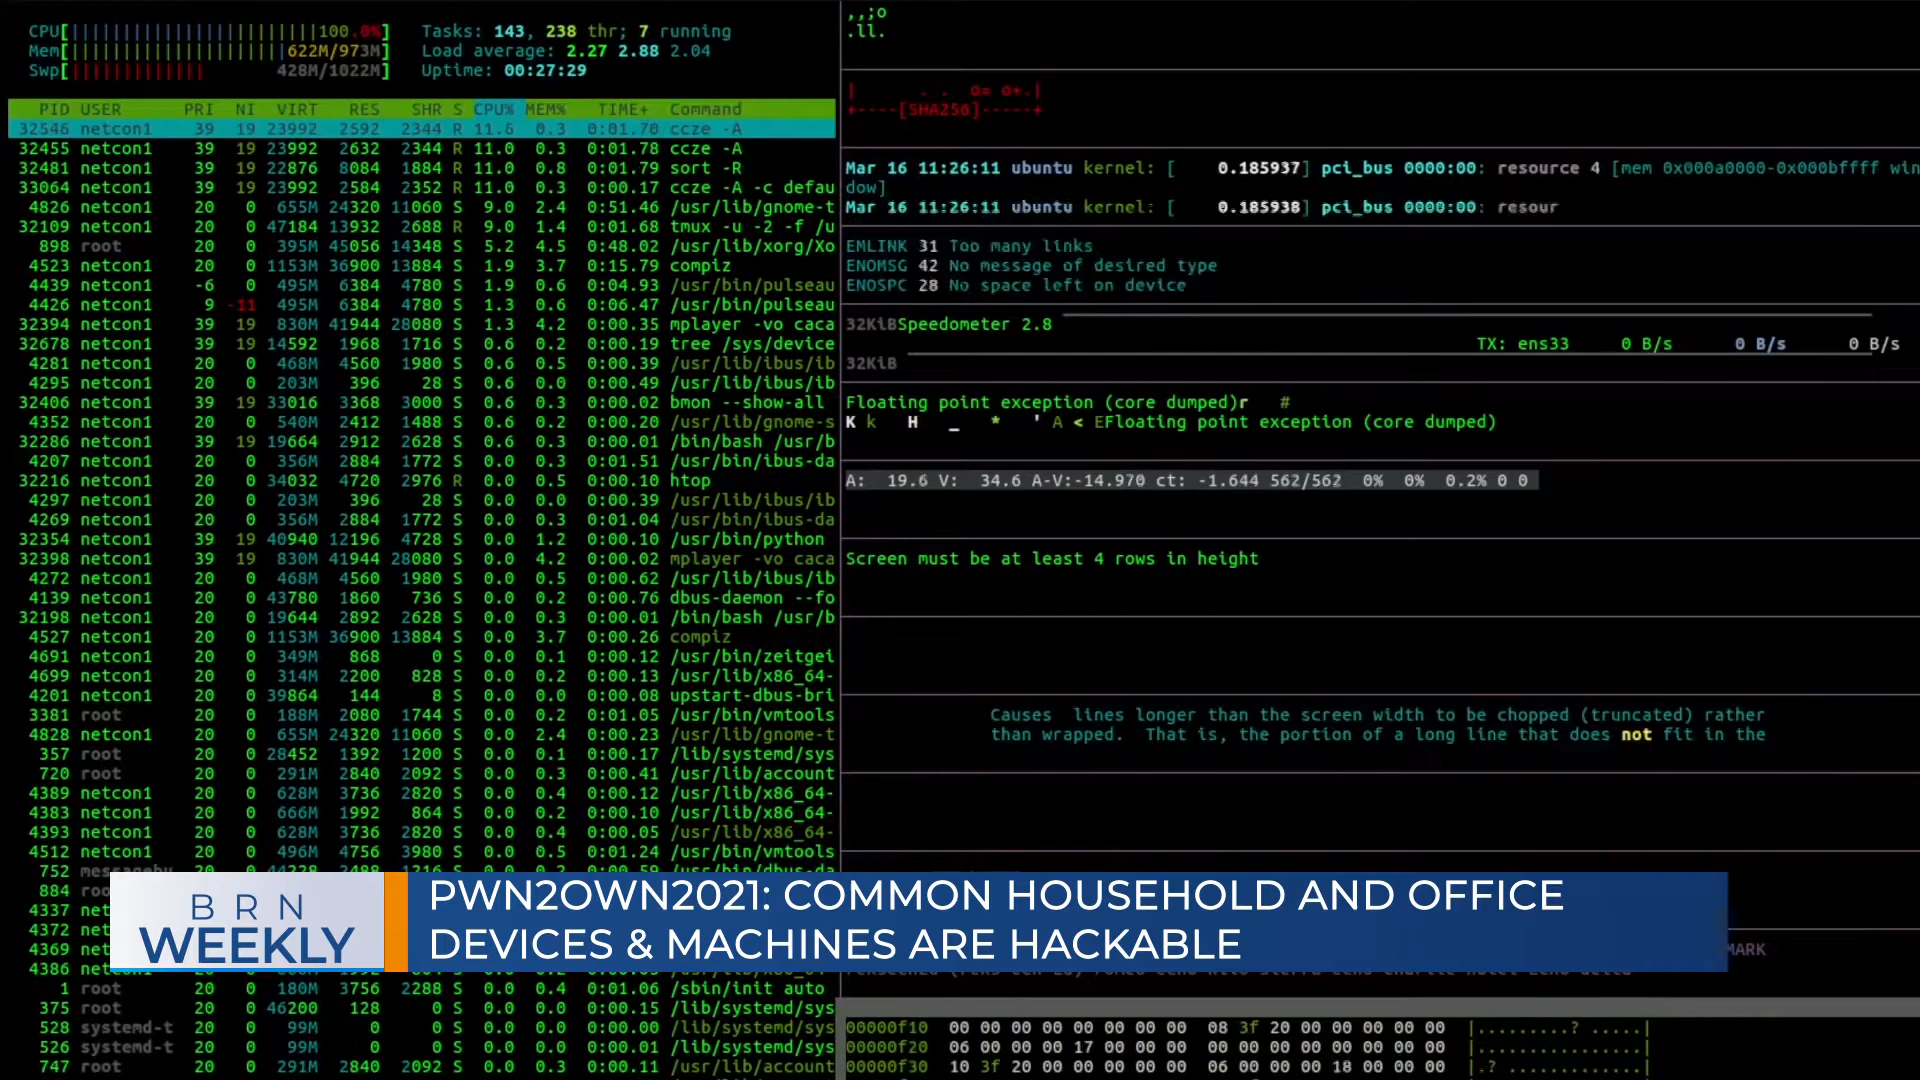 CPU[||||||||||||||||||||||||100.0%]
Mem[|||||||||||||||||||||622M/973M]
Swp[||||||||||||| 428M/1022M]
Tasks: 143, 238 thr; 7 running
Load average: 2.27 2.88 2.04
Uptime: 00:27:29
PID USER PRI NI VIRT RES SHR S CPU% MEM% TIME+ Command
32546 netcon1 39 19 23992 2592 2344 R 11.6 0.3 0:01.70 ccze -A
32455 netcon1 39 19 23992 2632 2352 R 11.0 0.3 0:01.78 ccze -A
32481 netcon1 39 19 22876 8084 1884 R 11.0 0.8 0:01.79 sort -R
33064 netcon1 39 19 23992 2584 2352 R 11.0 0.3 0:00.17 ccze -A -c defau
4826 netcon1 20 0 655M 24320 11060 S 9.0 2.4 0:51.46 /usr/lib/gnome-t
32109 netcon1 20 0 47184 13932 2688 R 9.0 1.4 0:01.68 tmux -u -2 -f /u
898 root 20 0 395M 45056 14348 S 5.2 4.5 0:48.02 /usr/lib/xorg/Xo
4523 netcon1 20 0 1153M 36900 13884 S 1.9 3.7 0:15.79 compiz
4439 netcon1 -6 0 495M 6384 4780 S 1.9 0.6 0:04.93 /usr/bin/pulseau
4426 netcon1 9 -11 495M 6384 4780 S 1.3 0.6 0:06.47 /usr/bin/pulseau
32394 netcon1 39 19 830M 41944 28080 S 1.3 4.2 0:00.35 mplayer -vo caca
32678 netcon1 39 19 14592 1968 1716 S 0.6 0.2 0:00.19 tree /sys/device
4281 netcon1 20 0 468M 4560 1980 S 0.6 0.5 0:00.39 /usr/lib/ibus/ib
4295 netcon1 20 0 203M 396 28 S 0.6 0.0 0:00.49 /usr/lib/ibus/ib
32406 netcon1 39 19 33016 3368 3000 S 0.6 0.3 0:00.02 bmon --show-all
4352 netcon1 20 0 540M 2412 1488 S 0.6 0.2 0:00.20 /usr/lib/gnome-s
32286 netcon1 39 19 19664 2912 2628 S 0.6 0.3 0:00.01 /bin/bash /usr/b
4207 netcon1 20 0 356M 2884 1772 S 0.0 0.3 0:01.51 /usr/bin/ibus-da
32216 netcon1 20 0 34032 4720 2976 R 0.0 0.5 0:00.10 htop
4297 netcon1 20 0 203M 396 28 S 0.0 0.0 0:00.39 /usr/lib/ibus/ib
4269 netcon1 20 0 356M 2884 1772 S 0.0 0.3 0:01.04 /usr/bin/ibus-da
32354 netcon1 39 19 40940 12196 4728 S 0.0 1.2 0:00.10 /usr/bin/python
32398 netcon1 39 19 830M 41944 28080 S 0.0 4.2 0:00.02 mplayer -vo caca
4272 netcon1 20 0 468M 4560 1980 S 0.0 0.5 0:00.62 /usr/lib/ibus/ib
4139 netcon1 20 0 43780 1860 736 S 0.0 0.2 0:00.76 dbus-daemon --fo
32198 netcon1 20 0 19644 2892 2628 S 0.0 0.3 0:00.01 /bin/bash /usr/b
4527 netcon1 20 0 1153M 36900 13884 S 0.0 3.7 0:00.26 compiz
4691 netcon1 20 0 349M 868 0 S 0.0 0.1 0:00.12 /usr/bin/zeitgei
4699 netcon1 20 0 314M 2200 828 S 0.0 0.2 0:00.13 /usr/lib/x86_64-
4201 netcon1 20 0 39864 144 8 S 0.0 0.0 0:00.08 upstart-dbus-bri
3381 root 20 0 188M 2080 1744 S 0.0 0.2 0:01.05 /usr/bin/vmtools
4828 netcon1 20 0 655M 24320 11060 S 0.0 2.4 0:00.23 /usr/lib/gnome-t
357 root 20 0 28452 1392 1200 S 0.0 0.1 0:00.17 /lib/systemd/sys
720 root 20 0 291M 2840 2092 S 0.0 0.3 0:00.41 /usr/lib/account
4389 netcon1 20 0 628M 3736 2820 S 0.0 0.4 0:00.12 /usr/lib/x86_64-
4383 netcon1 20 0 666M 1992 864 S 0.0 0.2 0:00.10 /usr/lib/x86_64-
4393 netcon1 20 0 628M 3736 2820 S 0.0 0.4 0:00.05 /usr/lib/x86_64-
4512 netcon1 20 0 496M 4756 3980 S 0.0 0.5 0:01.24 /usr/bin/vmtools
752
884
4337 net
4372 net
4369 net
4386
1 root 20 0 180M 3756 2288 S 0.0 0.4 0:01.06 /sbin/init auto
375 root 20 0 46200 128 0 S 0.0 0.0 0:00.15 /lib/systemd/sys
528 systemd-t 20 0 99M 0 0 S 0.0 0.0 0:00.00 /lib/systemd/sys
526 systemd-t 20 0 99M 0 0 S 0.0 0.0 0:00.01 /lib/systemd/sys
747 root 20 0 291M 2840 2092 S 0.0 0.3 0:00.11 /usr/lib/account
,,;o
.ll.
| . . o= o+.|
+----[SHA256]-----+
Mar 16 11:26:11 ubuntu kernel: [ 0.185937] pci_bus 0000:00: resource 4 [mem 0x000a0000-0x000bffff win
dow]
Mar 16 11:26:11 ubuntu kernel: [ 0.185938] pci_bus 0000:00: resour
EMLINK 31 Too many links
ENOMSG 42 No message of desired type
ENOSPC 28 No space left on device
32KiBSpeedometer 2.8
TX: ens33 0 B/s 0 B/s 0 B/s
32KiB
Floating point exception (core dumped)r #
K k H _ * ' A < EFloating point exception (core dumped)
A: 19.6 V: 34.6 A-V:-14.970 ct: -1.644 562/562 0% 0% 0.2% 0 0
Screen must be at least 4 rows in height
Causes lines longer than the screen width to be chopped (truncated) rather
than wrapped. That is, the portion of a long line that does not fit in the
MARK
00000f10 00 00 00 00 00 00 00 00 08 3f 20 00 00 00 00 00 |.........? .....|
00000f20 06 00 00 00 17 00 00 00 00 00 00 00 00 00 00 00 |................|
00000f30 10 3f 20 00 00 00 00 00 06 00 00 00 18 00 00 00 |.? .............|
BRN
WEEKLY
PWN2OWN2021: COMMON HOUSEHOLD AND OFFICE
DEVICES & MACHINES ARE HACKABLE